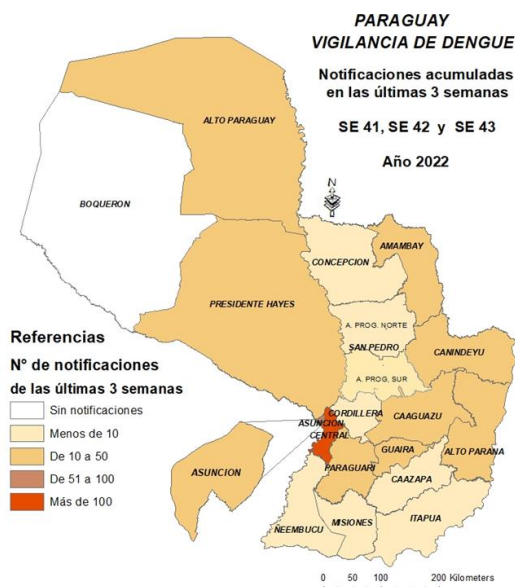 PARAGUAY
VIGILANCIA DE DENGUE
Notificaciones acumuladas
en las últimas 3 semanas
SE 41, SE 42 y SE 43
Año 2022
N
ALTO PARAGUAY
BOQUERON
CONCEPCION
AMAMBAY
PRESIDENTE HAYES
A. PROG. NORTE
SAN PEDRO
CANINDEYU
A. PROG. SUR
CORDILLERA
CAAGUAZU
ASUNCION
CENTRAL
GUAIRA
ALTO PARANA
PARAGUARI
CAAZAPA
ASUNCION
ÑEEMBUCU
MISIONES
ITAPUA
Referencias
Nº de notificaciones
de las últimas 3 semanas
Sin notificaciones
Menos de 10
De 10 a 50
De 51 a 100
Más de 100
0 50 100 200 Kilometers